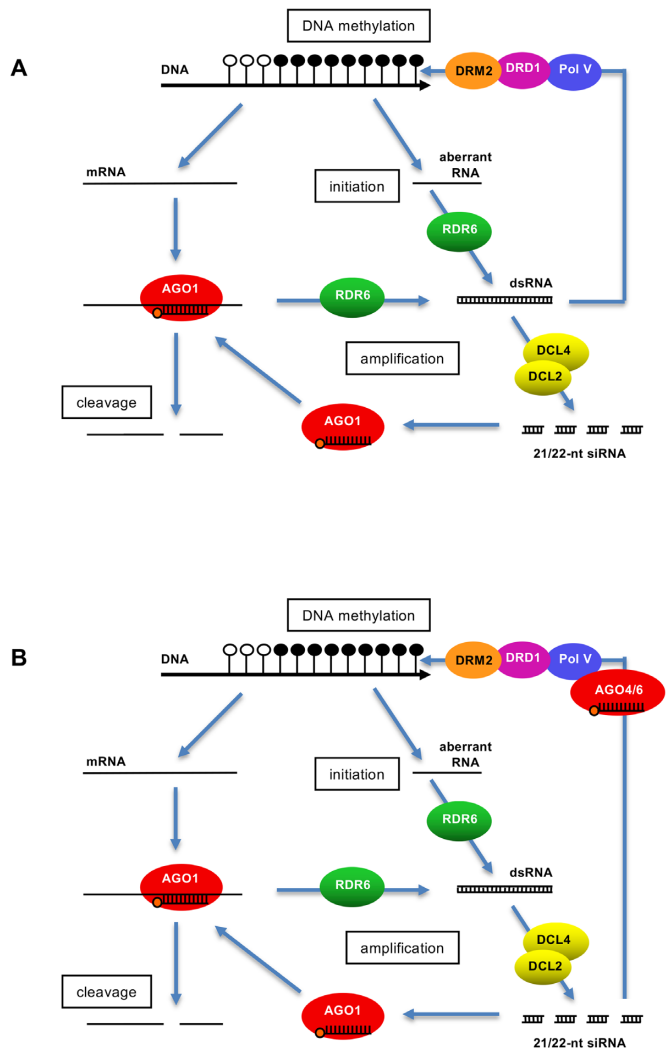 DNA methylation
A
DNA
DRM2
DRD1
Pol V
mRNA
initiation
aberrant
RNA
RDR6
AGO1
RDR6
dsRNA
amplification
DCL4
DCL2
cleavage
AGO1
21/22-nt siRNA
DNA methylation
B
DNA
DRM2
DRD1
Pol V
AGO4/6
mRNA
initiation
aberrant
RNA
RDR6
AGO1
RDR6
dsRNA
amplification
DCL4
DCL2
cleavage
AGO1
21/22-nt siRNA